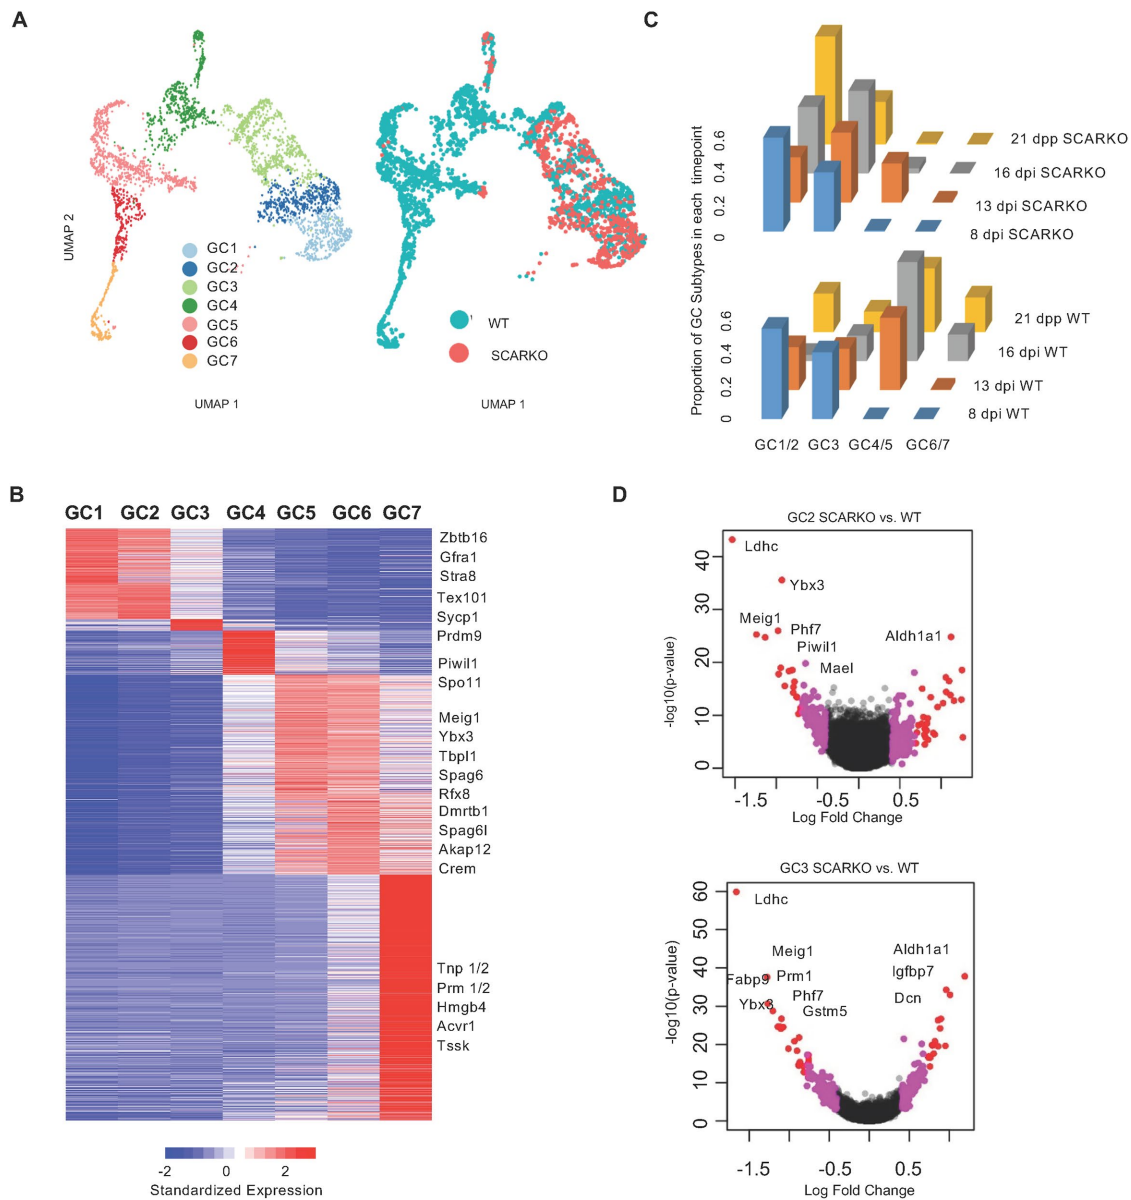 A
UMAP 2
GC1
GC2
GC3
GC4
GC5
GC6
GC7
UMAP 1
WT
SCARKO
UMAP 1
C
Proportion of GC Subtypes in each timepoint
0.6
0.4
0.2
0
21 dpp SCARKO
16 dpi SCARKO
13 dpi SCARKO
8 dpi SCARKO
0.6
0.4
0.2
0
21 dpp WT
16 dpi WT
13 dpi WT
8 dpi WT
GC1/2 GC3 GC4/5 GC6/7
B
GC1 GC2 GC3 GC4 GC5 GC6 GC7
Zbtb16
Gfra1
Stra8
Tex101
Sycp1
Prdm9
Piwil1
Spo11
Meig1
Ybx3
Tbpl1
Spag6
Rfx8
Dmrtb1
Spag6l
Akap12
Crem
Tnp 1/2
Prm 1/2
Hmgb4
Acvr1
Tssk
-2 0 2
Standardized Expression
D
GC2 SCARKO vs. WT
-log10(p-value)
40
30
20
10
0
Ldhc
Ybx3
Meig1
Phf7
Piwil1
Mael
Aldh1a1
-1.5 -0.5 0.5
Log Fold Change
GC3 SCARKO vs. WT
-log10(p-value)
60
50
40
30
20
10
0
Ldhc
Meig1
Fabp9
Prm1
Ybx3
Phf7
Gstm5
Aldh1a1
Igfbp7
Dcn
-1.5 -0.5 0.5
Log Fold Change